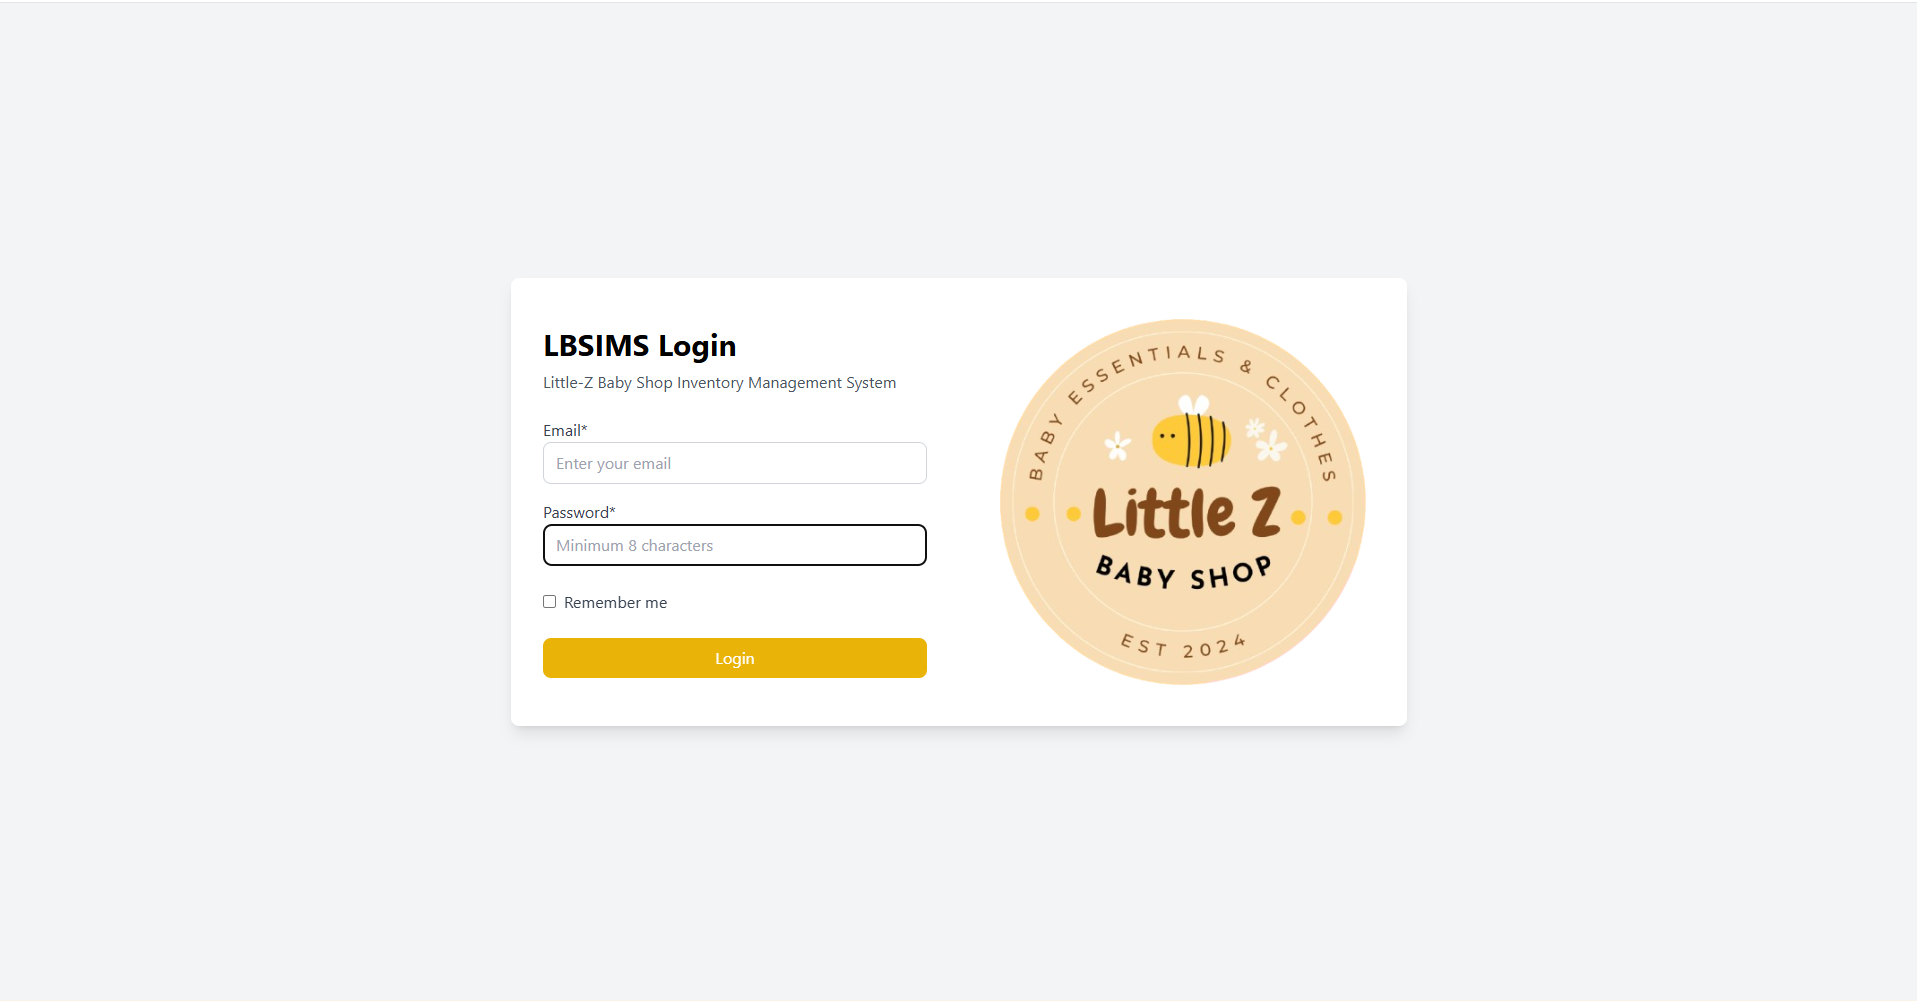 LBSIMS Login
Little-Z Baby Shop Inventory Management System
Email*
Enter your email
Password*
Minimum 8 characters
Remember me
Login
BABY ESSENTIALS & CLOTHES
Little Z
BABY SHOP
EST 2024